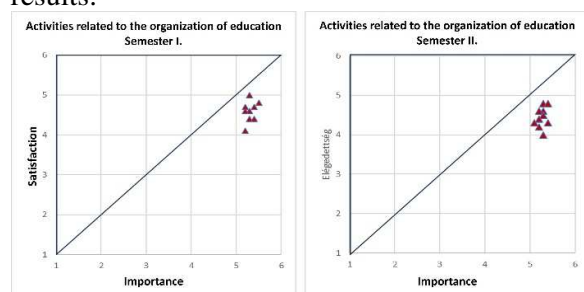 results:
Activities related to the organization of education
Semester I.
6
5
4
3
2
1
1 2 3 4 5 6
Satisfaction
Importance
Activities related to the organization of education
Semester II.
6
5
4
3
2
1
1 2 3 4 5 6
Elégedettség
Importance